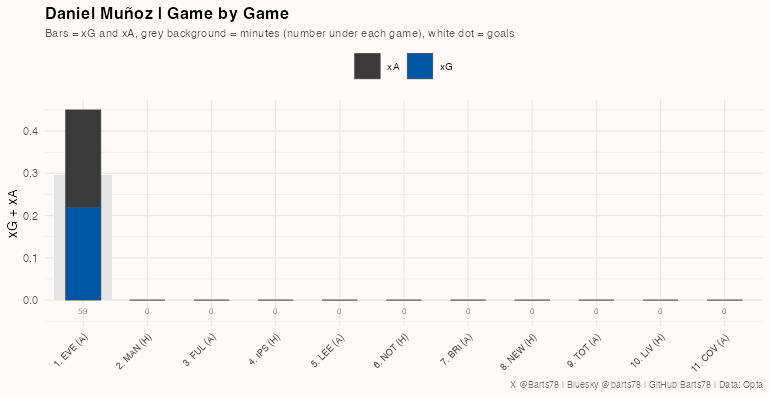 Daniel Muñoz | Game by Game
Bars = xG and xA, grey background = minutes (number under each game), white dot = goals
xA xG
xG + xA
0.4
0.3
0.2
0.1
0.0
59 0 0 0 0 0 0 0 0 0 0
1. EVE (A) 2. MAN (H) 3. FUL (A) 4. IPS (H) 5. LEE (A) 6. NOT (H) 7. BRI (A) 8. NEW (H) 9. TOT (A) 10. LIV (H) 11. COV (A)
X @Barts78 | Bluesky @barts78 | GitHub Barts78 | Data: Opta